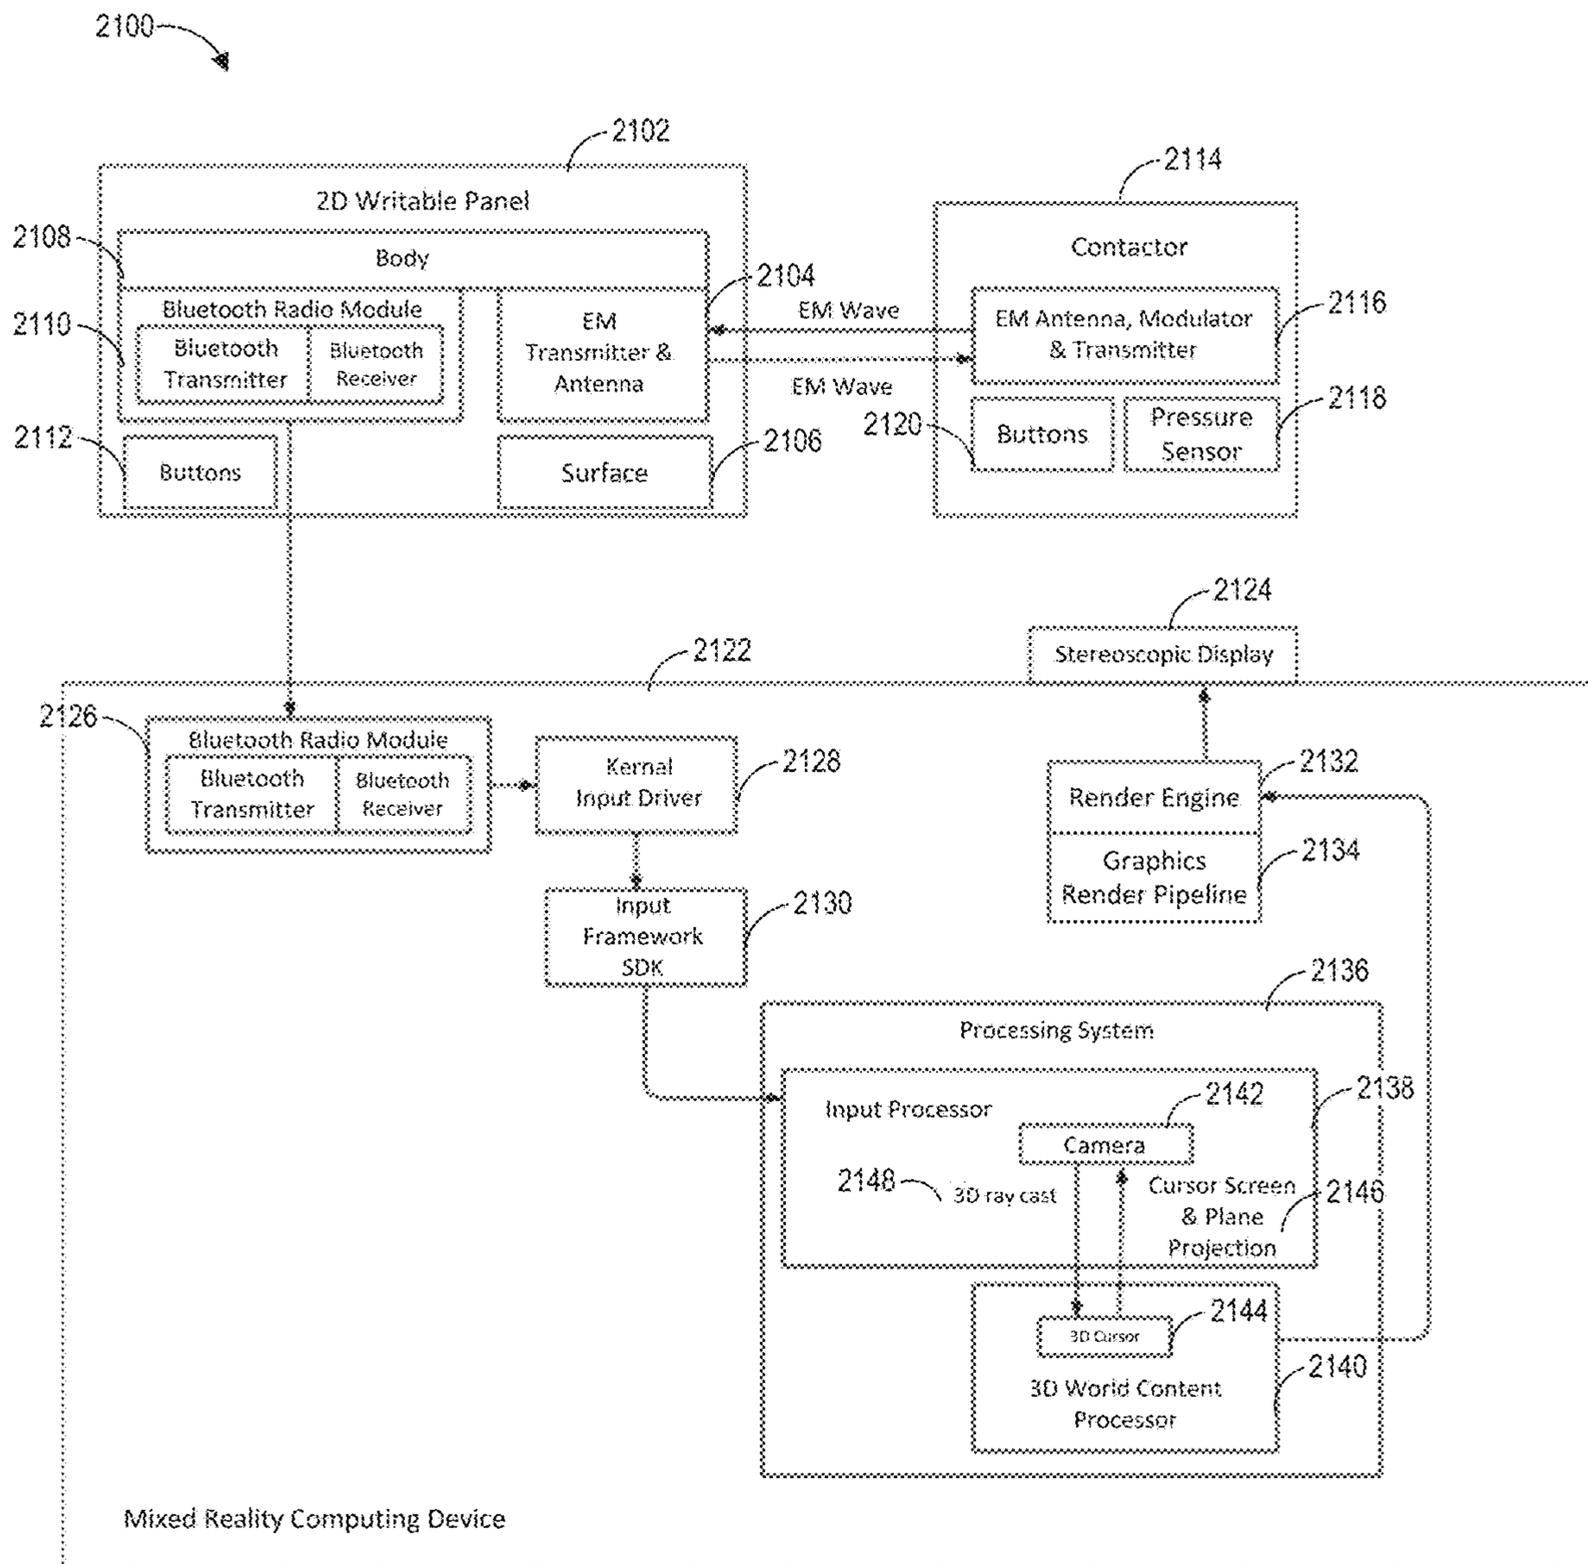 2100
2102
2D Writable Panel
2108
Body
2104
Bluetooth Radio Module
2110
Bluetooth
Transmitter
Bluetooth
Receiver
EM
Transmitter &
Antenna
2112
Buttons
2106
Surface
EM Wave
EM Wave
2114
Contactor
2116
EM Antenna, Modulator
& Transmitter
2120
Buttons
2118
Pressure
Sensor
2124
Stereoscopic Display
2122
2126
Bluetooth Radio Module
Bluetooth
Transmitter
Bluetooth
Receiver
2128
Kernal
Input Driver
2130
Input
Framework
SDK
2132
Render Engine
2134
Graphics
Render Pipeline
2136
Processing System
2138
Input Processor
2142
Camera
2148
3D ray cast
Cursor Screen
& Plane
Projection
2146
2144
3D Cursor
2140
3D World Content
Processor
Mixed Reality Computing Device